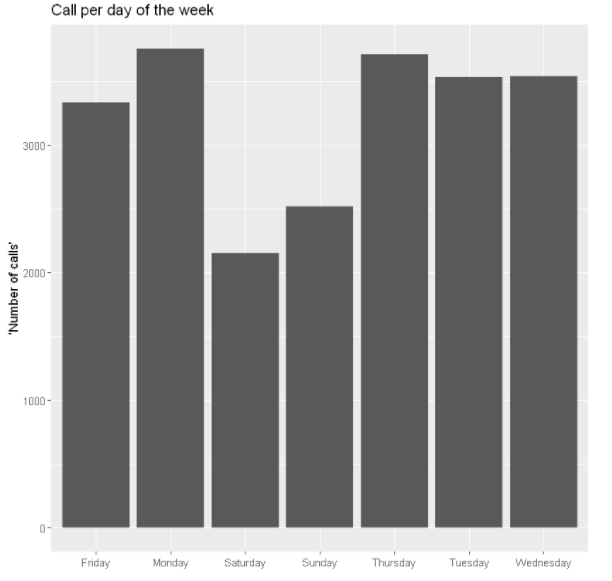 Call per day of the week
'Number of calls'
3000
2000
1000
0
Friday Monday Saturday Sunday Thursday Tuesday Wednesday